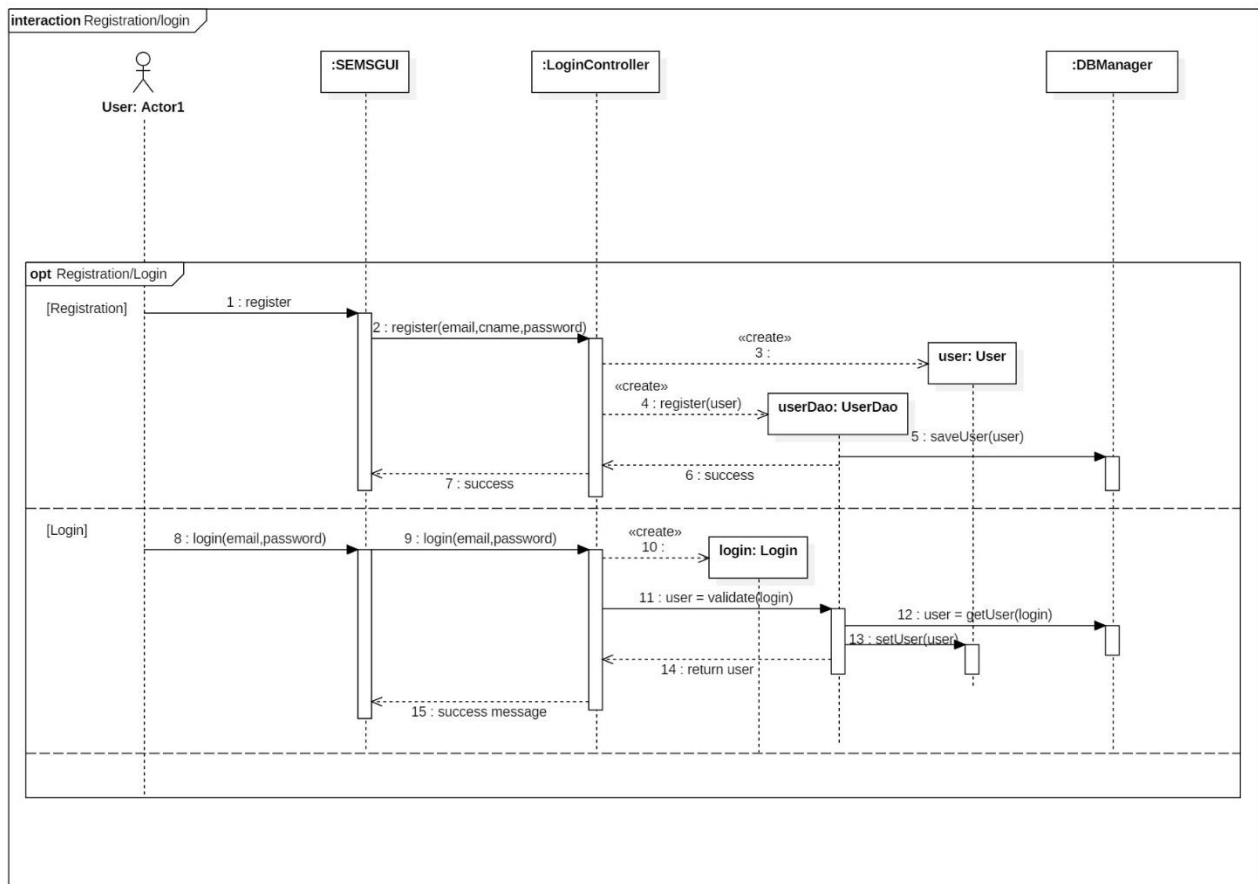 interaction Registration/login
:SEMSGUI
:LoginController
:DBManager
User: Actor1
opt Registration/Login
[Registration]
1 : register
2 : register(email,cname,password)
«create»
3 :
user: User
«create»
4 : register(user)
userDao: UserDao
5 : saveUser(user)
6 : success
7 : success
[Login]
8 : login(email,password)
9 : login(email,password)
«create»
10 :
login: Login
11 : user = validate(login)
12 : user = getUser(login)
13 : setUser(user)
14 : return user
15 : success message